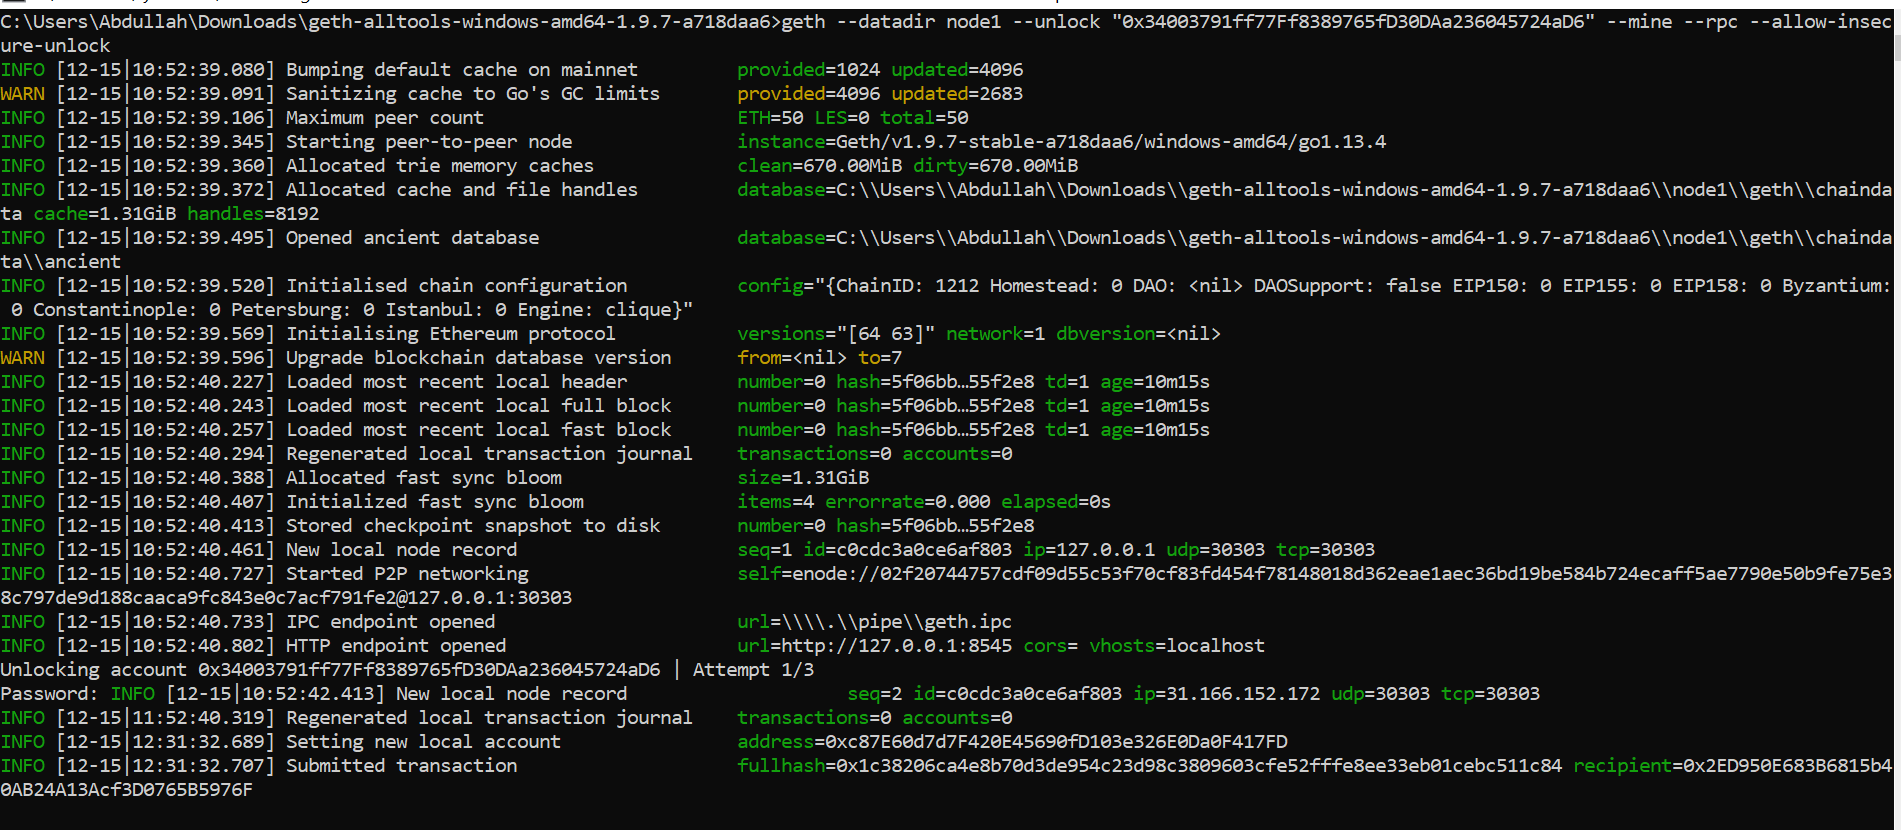 C:\Users\Abdullah\Downloads\geth-alltools-windows-amd64-1.9.7-a718daa6>geth --datadir node1 --unlock "0x34003791ff77Ff8389765fD30DAa236045724aD6" --mine --rpc --allow-insec
ure-unlock
INFO [12-15|10:52:39.080] Bumping default cache on mainnet         provided=1024 updated=4096
WARN [12-15|10:52:39.091] Sanitizing cache to Go's GC limits       provided=4096 updated=2683
INFO [12-15|10:52:39.106] Maximum peer count                       ETH=50 LES=0 total=50
INFO [12-15|10:52:39.345] Starting peer-to-peer node               instance=Geth/v1.9.7-stable-a718daa6/windows-amd64/go1.13.4
INFO [12-15|10:52:39.360] Allocated trie memory caches             clean=670.00MiB dirty=670.00MiB
INFO [12-15|10:52:39.372] Allocated cache and file handles         database=C:\\Users\\Abdullah\\Downloads\\geth-alltools-windows-amd64-1.9.7-a718daa6\\node1\\geth\\chainda
ta cache=1.31GiB handles=8192
INFO [12-15|10:52:39.495] Opened ancient database                  database=C:\\Users\\Abdullah\\Downloads\\geth-alltools-windows-amd64-1.9.7-a718daa6\\node1\\geth\\chainda
ta\\ancient
INFO [12-15|10:52:39.520] Initialised chain configuration          config="{ChainID: 1212 Homestead: 0 DAO: <nil> DAOSupport: false EIP150: 0 EIP155: 0 EIP158: 0 Byzantium:
 0 Constantinople: 0 Petersburg: 0 Istanbul: 0 Engine: clique}"
INFO [12-15|10:52:39.569] Initialising Ethereum protocol           versions="[64 63]" network=1 dbversion=<nil>
WARN [12-15|10:52:39.596] Upgrade blockchain database version      from=<nil> to=7
INFO [12-15|10:52:40.227] Loaded most recent local header          number=0 hash=5f06bb…55f2e8 td=1 age=10m15s
INFO [12-15|10:52:40.243] Loaded most recent local full block      number=0 hash=5f06bb…55f2e8 td=1 age=10m15s
INFO [12-15|10:52:40.257] Loaded most recent local fast block      number=0 hash=5f06bb…55f2e8 td=1 age=10m15s
INFO [12-15|10:52:40.294] Regenerated local transaction journal    transactions=0 accounts=0
INFO [12-15|10:52:40.388] Allocated fast sync bloom                size=1.31GiB
INFO [12-15|10:52:40.407] Initialized fast sync bloom              items=4 errorrate=0.000 elapsed=0s
INFO [12-15|10:52:40.413] Stored checkpoint snapshot to disk       number=0 hash=5f06bb…55f2e8
INFO [12-15|10:52:40.461] New local node record                    seq=1 id=c0cdc3a0ce6af803 ip=127.0.0.1 udp=30303 tcp=30303
INFO [12-15|10:52:40.727] Started P2P networking                   self=enode://02f20744757cdf09d55c53f70cf83fd454f78148018d362eae1aec36bd19be584b724ecaff5ae7790e50b9fe75e3
8c797de9d188caaca9fc843e0c7acf791fe2@127.0.0.1:30303
INFO [12-15|10:52:40.733] IPC endpoint opened                      url=\\\\.\\pipe\\geth.ipc
INFO [12-15|10:52:40.802] HTTP endpoint opened                     url=http://127.0.0.1:8545 cors= vhosts=localhost
Unlocking account 0x34003791ff77Ff8389765fD30DAa236045724aD6 | Attempt 1/3
Password: INFO [12-15|10:52:42.413] New local node record                    seq=2 id=c0cdc3a0ce6af803 ip=31.166.152.172 udp=30303 tcp=30303
INFO [12-15|11:52:40.319] Regenerated local transaction journal    transactions=0 accounts=0
INFO [12-15|12:31:32.689] Setting new local account                address=0xc87E60d7d7F420E45690fD103e326E0Da0F417FD
INFO [12-15|12:31:32.707] Submitted transaction                    fullhash=0x1c38206ca4e8b70d3de954c23d98c3809603cfe52fffe8ee33eb01cebc511c84 recipient=0x2ED950E683B6815b4
0AB24A13Acf3D0765B5976F